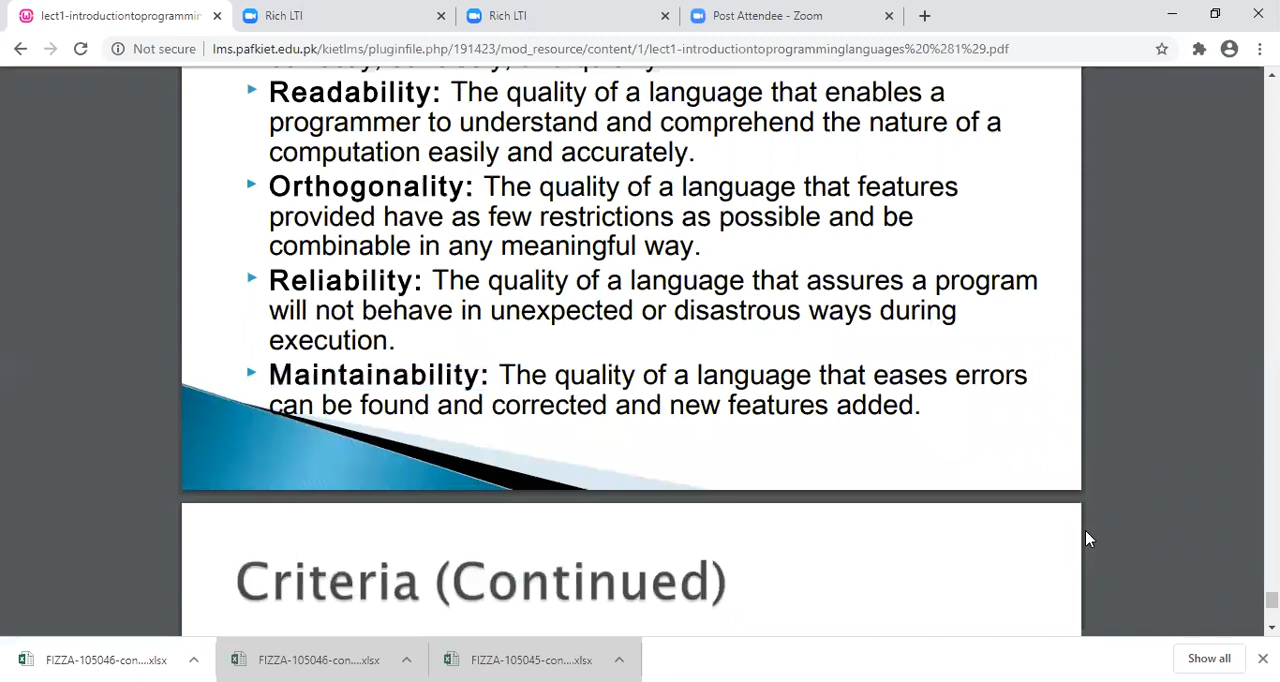 lect1-introductiontoprogrammin
Rich LTI
Rich LTI
Post Attendee - Zoom
Not secure
lms.pafkiet.edu.pk/kietlms/pluginfile.php/191423/mod_resource/content/1/lect1-introductiontoprogramminglanguages%20%281%29.pdf
Readability: The quality of a language that enables a
programmer to understand and comprehend the nature of a
computation easily and accurately.
Orthogonality: The quality of a language that features
provided have as few restrictions as possible and be
combinable in any meaningful way.
Reliability: The quality of a language that assures a program
will not behave in unexpected or disastrous ways during
execution.
Maintainability: The quality of a language that eases errors
can be found and corrected and new features added.
Criteria (Continued)
FIZZA-105046-con....xlsx
FIZZA-105046-con....xlsx
FIZZA-105045-con....xlsx
Show all